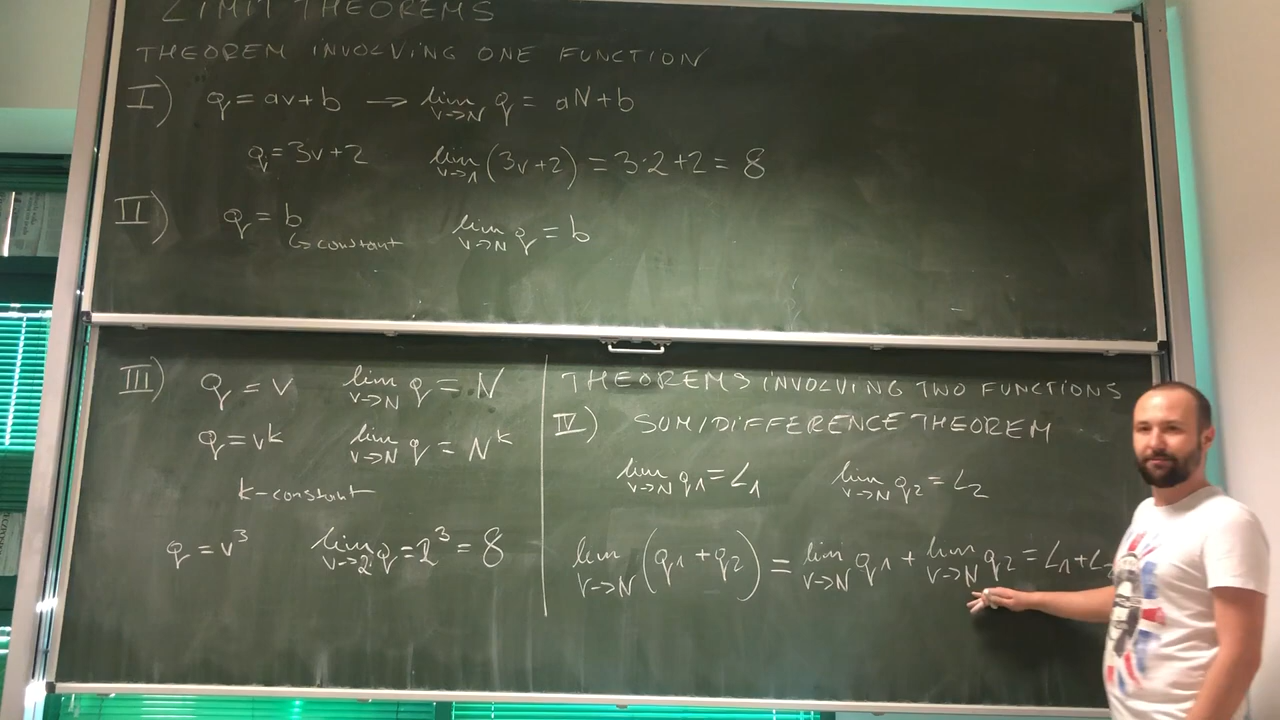 LIMIT THEOREMS
THEOREM INVOLVING ONE FUNCTION
I) q = av+b → lim v→N q = aN+b
q = 3v+2 lim v→1 (3v+2) = 3·2+2 = 8
II) q = b lim v→N q = b
↳ constant
III) q = v lim v→N q = N
q = v^k lim v→N q = N^k
k-constant
q = v^3 lim v→2 q = 2^3 = 8
THEOREMS INVOLVING TWO FUNCTIONS
IV) SUM/DIFFERENCE THEOREM
lim v→N q1 = L1 lim v→N q2 = L2
lim v→N (q1 + q2) = lim v→N q1 + lim v→N q2 = L1+L